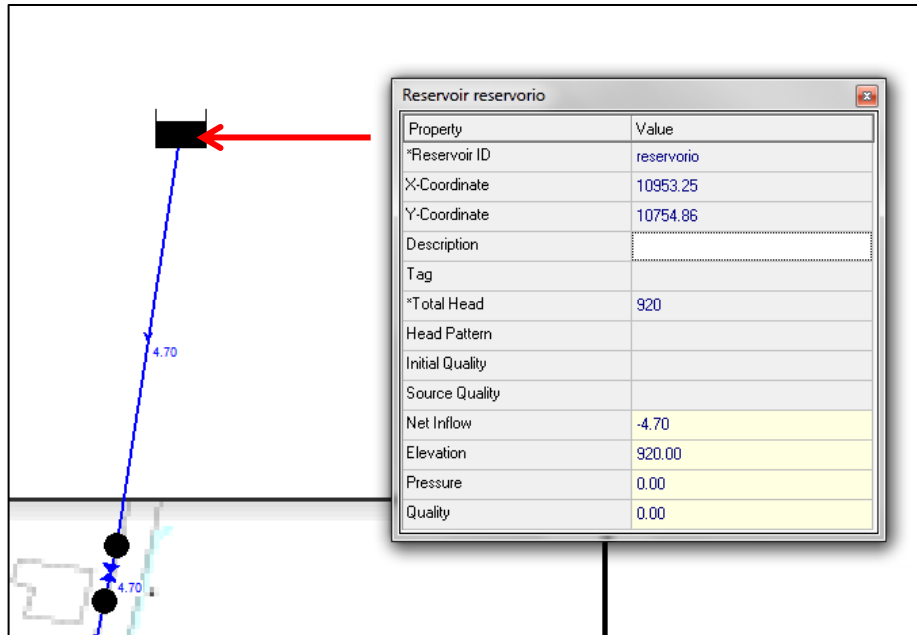 Reservoir reservorio
Property Value
*Reservoir ID reservorio
X-Coordinate 10953.25
Y-Coordinate 10754.86
Description
Tag
*Total Head 920
Head Pattern
Initial Quality
Source Quality
Net Inflow -4.70
Elevation 920.00
Pressure 0.00
Quality 0.00
4.70
4.70